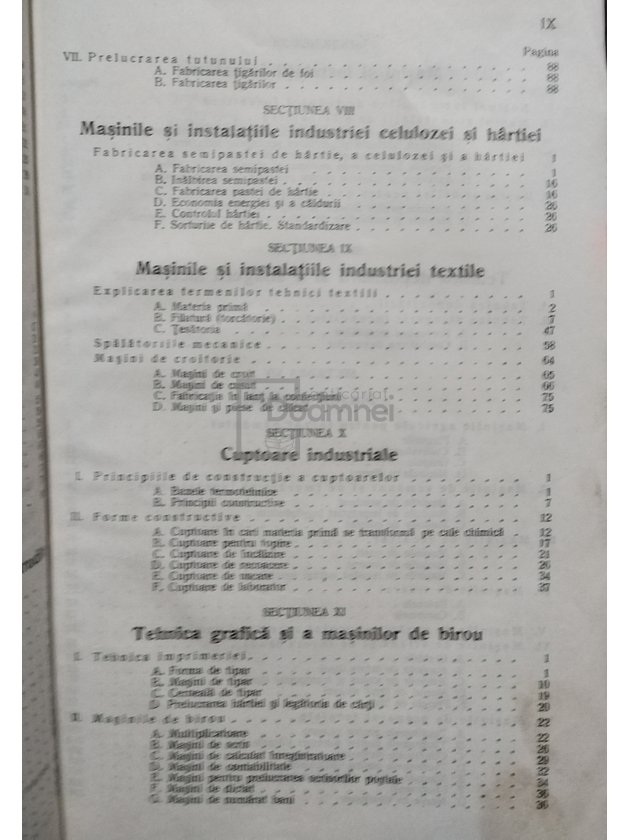 IX
Pagina
VII. Prelucrarea tutunului . . . 88
A. Fabricarea țigărilor de foi . . . 88
B. Fabricarea țigărilor . . . 88
SECȚIUNEA VIII
Mașinile și instalațiile industriei celulozei și hârtiei
Fabricarea semipastei de hârtie, a celulozei și a hârtiei 1
A. Fabricarea semipastei . . . 1
B. Înălbirea semipastei . . . 16
C. Fabricarea pastei de hârtie . . . 16
D. Economia energiei și a căldurii . . . 26
E. Controlul hârtiei . . . 26
F. Sorturile de hârtie. Standardizare . . . 26
SECȚIUNEA IX
Mașinile și instalațiile industriei textile
Explicarea termenilor tehnici textili . . . 1
A. Materia primă . . . 2
B. Filatură (torcătorie) . . . 7
C. Țesătoria . . . 47
Spălătoriile mecanice . . . 58
Mașini de croitorie . . . 64
A. Mașini de croit . . . 65
B. Mașini de cusut . . . 66
C. Fabricația în lanț la confecțiuni . . . 75
D. Mașini și piese de călcat . . . 75
anticariat
Doamnei
SECȚIUNEA X
Cuptoare industriale
I. Principiile de construcție a cuptoarelor . . . 1
A. Bazele termotehnice . . . 1
B. Principii constructive . . . 7
II. Forme constructive . . . 12
A. Cuptoare în cari materia primă se transformă pe cale chimică . 12
B. Cuptoare pentru topire . . . 17
C. Cuptoare de încălzire . . . 21
D. Cuptoare de reîncălzire . . . 26
E. Cuptoare de uscare . . . 34
F. Cuptoare de laborator . . . 37
SECȚIUNEA XI
Tehnica grafică și a mașinilor de birou
I. Tehnica imprimeriei . . . 1
A. Forma de tipar . . . 1
B. Mașini de tipar . . . 10
C. Cerneală de tipar . . . 19
D. Prelucrarea hârtiei și legătoria de cărți . . . 20
II. Mașinile de birou . . . 22
A. Multiplicatoare . . . 22
B. Mașini de scris . . . 26
C. Mașini de calculat înregistratoare . . . 29
D. Mașini de contabilitate . . . 32
E. Mașini pentru prelucrarea scrisorilor poștale . . . 34
F. Mașini de dictat . . . 36
G. Mașini de numărat bani . . . 36